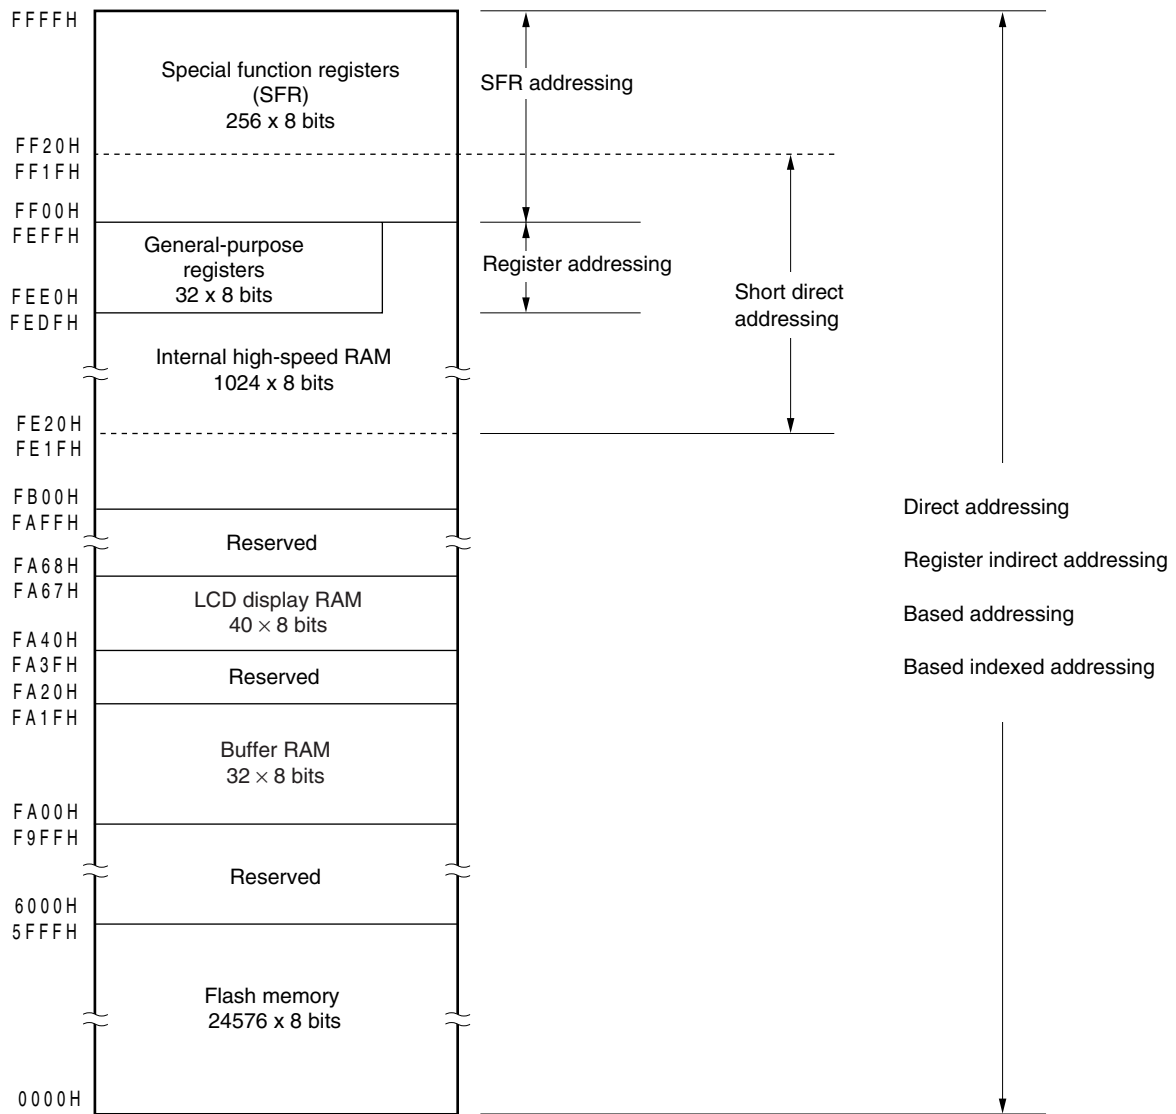 FFFFH
Special function registers
(SFR)
256 x 8 bits
SFR addressing
FF20H
FF1FH
FF00H
FEFFH
General-purpose
registers
32 x 8 bits
Register addressing
FEE0H
FEDFH
Short direct
addressing
Internal high-speed RAM
1024 x 8 bits
FE20H
FE1FH
FB00H
FAFFH
Reserved
FA68H
FA67H
LCD display RAM
40 × 8 bits
FA40H
FA3FH
Reserved
FA20H
FA1FH
Buffer RAM
32 × 8 bits
FA00H
F9FFH
Reserved
6000H
5FFFH
Flash memory
24576 x 8 bits
0000H
Direct addressing
Register indirect addressing
Based addressing
Based indexed addressing